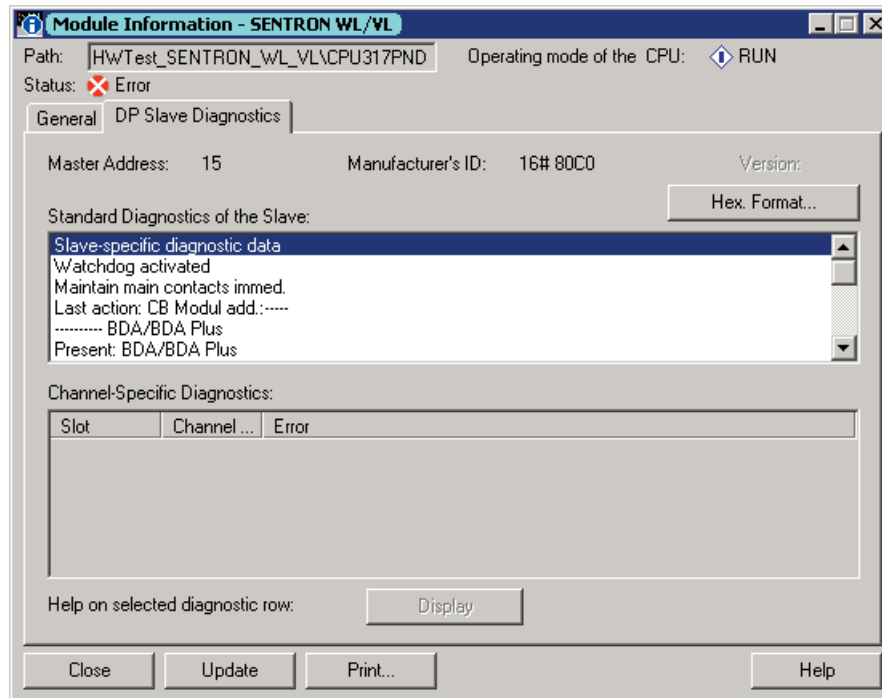 Module Information - SENTRON WL/VL
Path: HWTest_SENTRON_WL_VL\CPU317PND Operating mode of the CPU: RUN
Status: Error
General DP Slave Diagnostics
Master Address: 15 Manufacturer's ID: 16# 80C0 Version:
Hex. Format...
Standard Diagnostics of the Slave:
Slave-specific diagnostic data
Watchdog activated
Maintain main contacts immed.
Last action: CB Modul add.:-----
---------- BDA/BDA Plus
Present: BDA/BDA Plus
Channel-Specific Diagnostics:
Slot Channel ... Error
Help on selected diagnostic row: Display
Close Update Print... Help